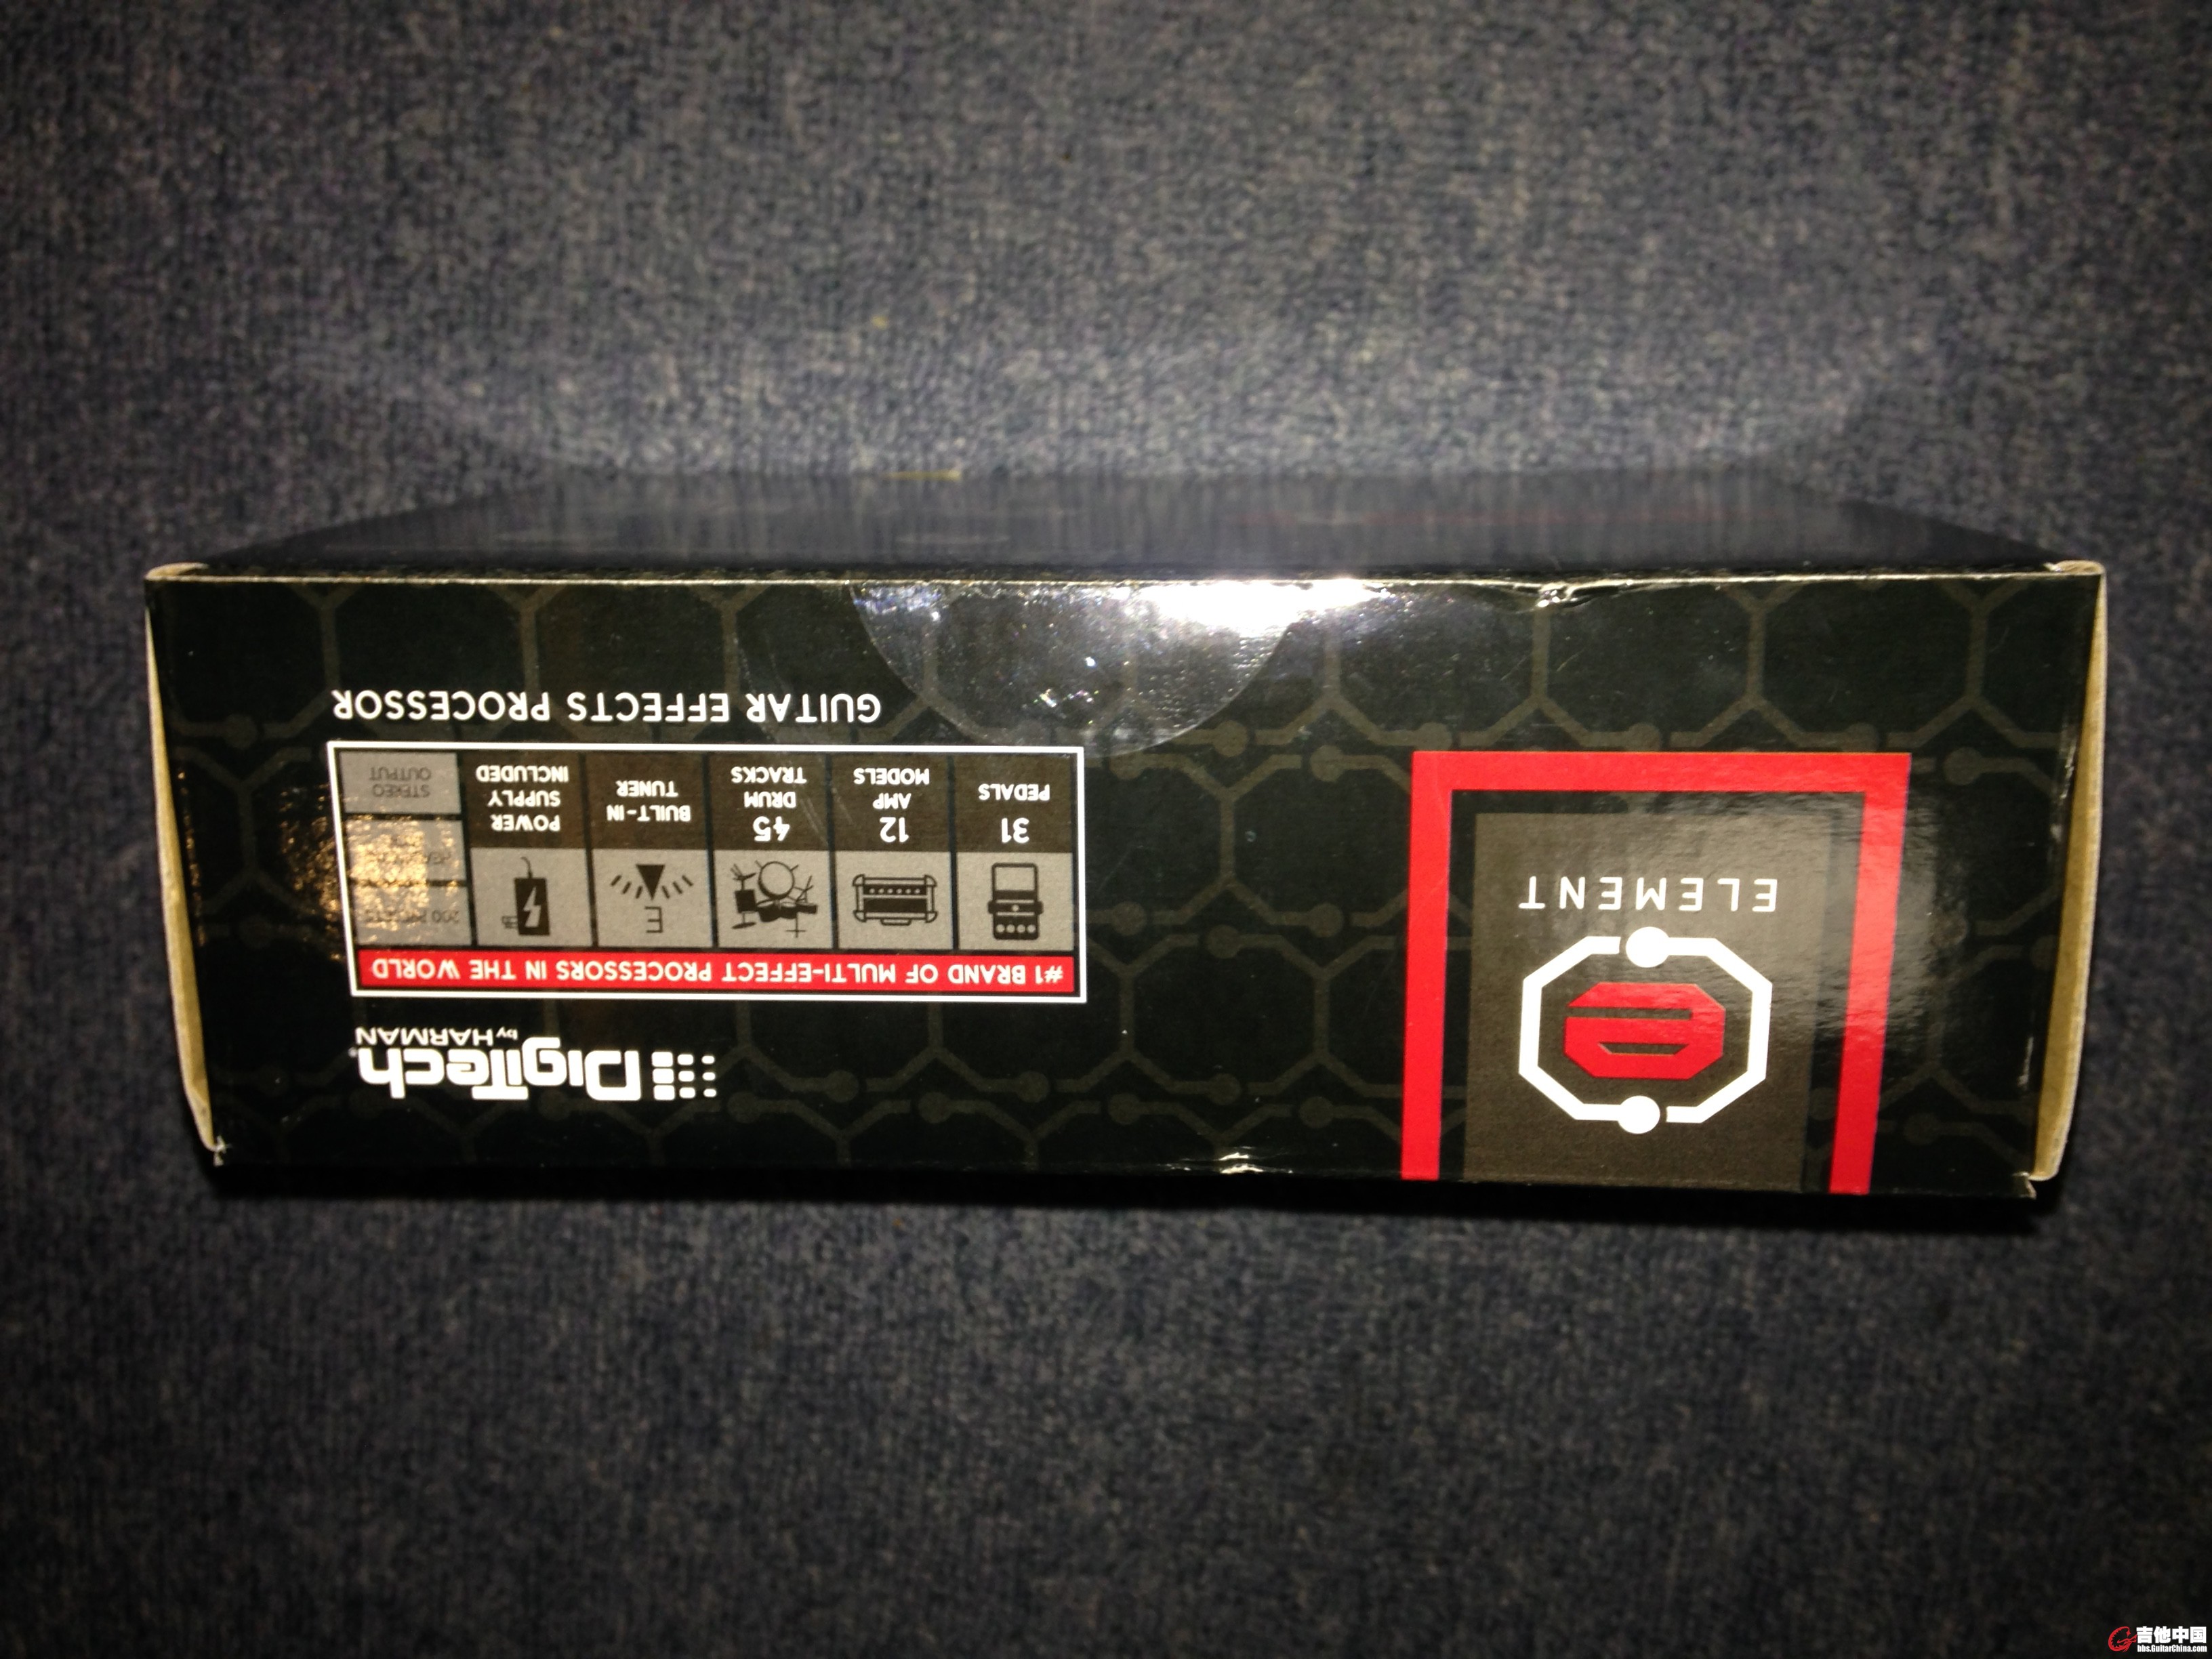 ELEMENT
DigiTech®
by HARMAN
#1 BRAND OF MULTI-EFFECT PROCESSORS IN THE WORLD
31
PEDALS
12
AMP
MODELS
45
DRUM
TRACKS
E
BUILT-IN
TUNER
POWER
SUPPLY
INCLUDED
200 PRESETS
STEREO
OUTPUT
GUITAR EFFECTS PROCESSOR
吉他中国
bbs.GuitarChina.com